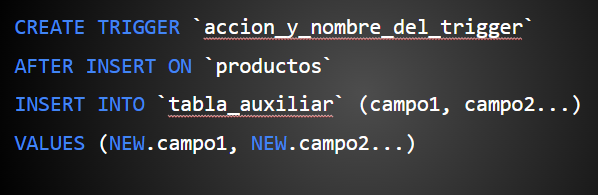 CREATE TRIGGER `accion_y_nombre_del_trigger`
AFTER INSERT ON `productos`
INSERT INTO `tabla_auxiliar` (campo1, campo2...)
VALUES (NEW.campo1, NEW.campo2...)